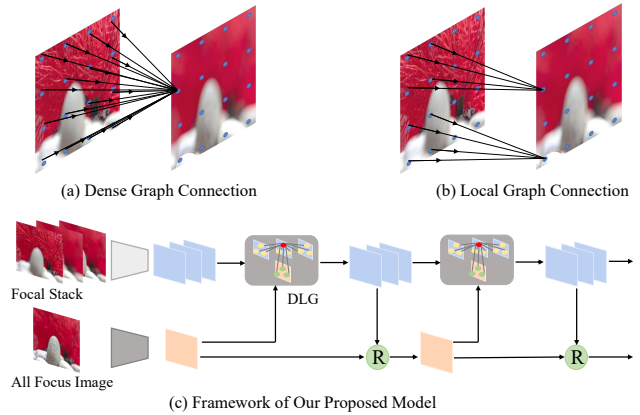 (a) Dense Graph Connection
(b) Local Graph Connection
Focal Stack
DLG
R
R
All Focus Image
(c) Framework of Our Proposed Model